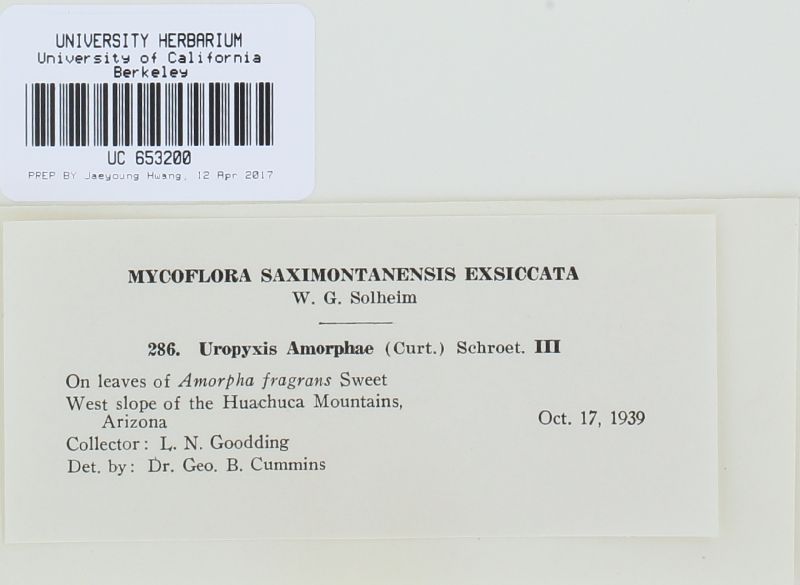 UNIVERSITY HERBARIUM
University of California
Berkeley
UC 653200
PREP BY Jaeyoung Hwang, 12 Apr 2017
MYCOFLORA SAXIMONTANENSIS EXSICCATA
W. G. Solheim
286. Uropyxis Amorphae (Curt.) Schroet. III
On leaves of Amorpha fragrans Sweet
West slope of the Huachuca Mountains,
Arizona
Oct. 17, 1939
Collector: L. N. Goodding
Det. by: Dr. Geo. B. Cummins